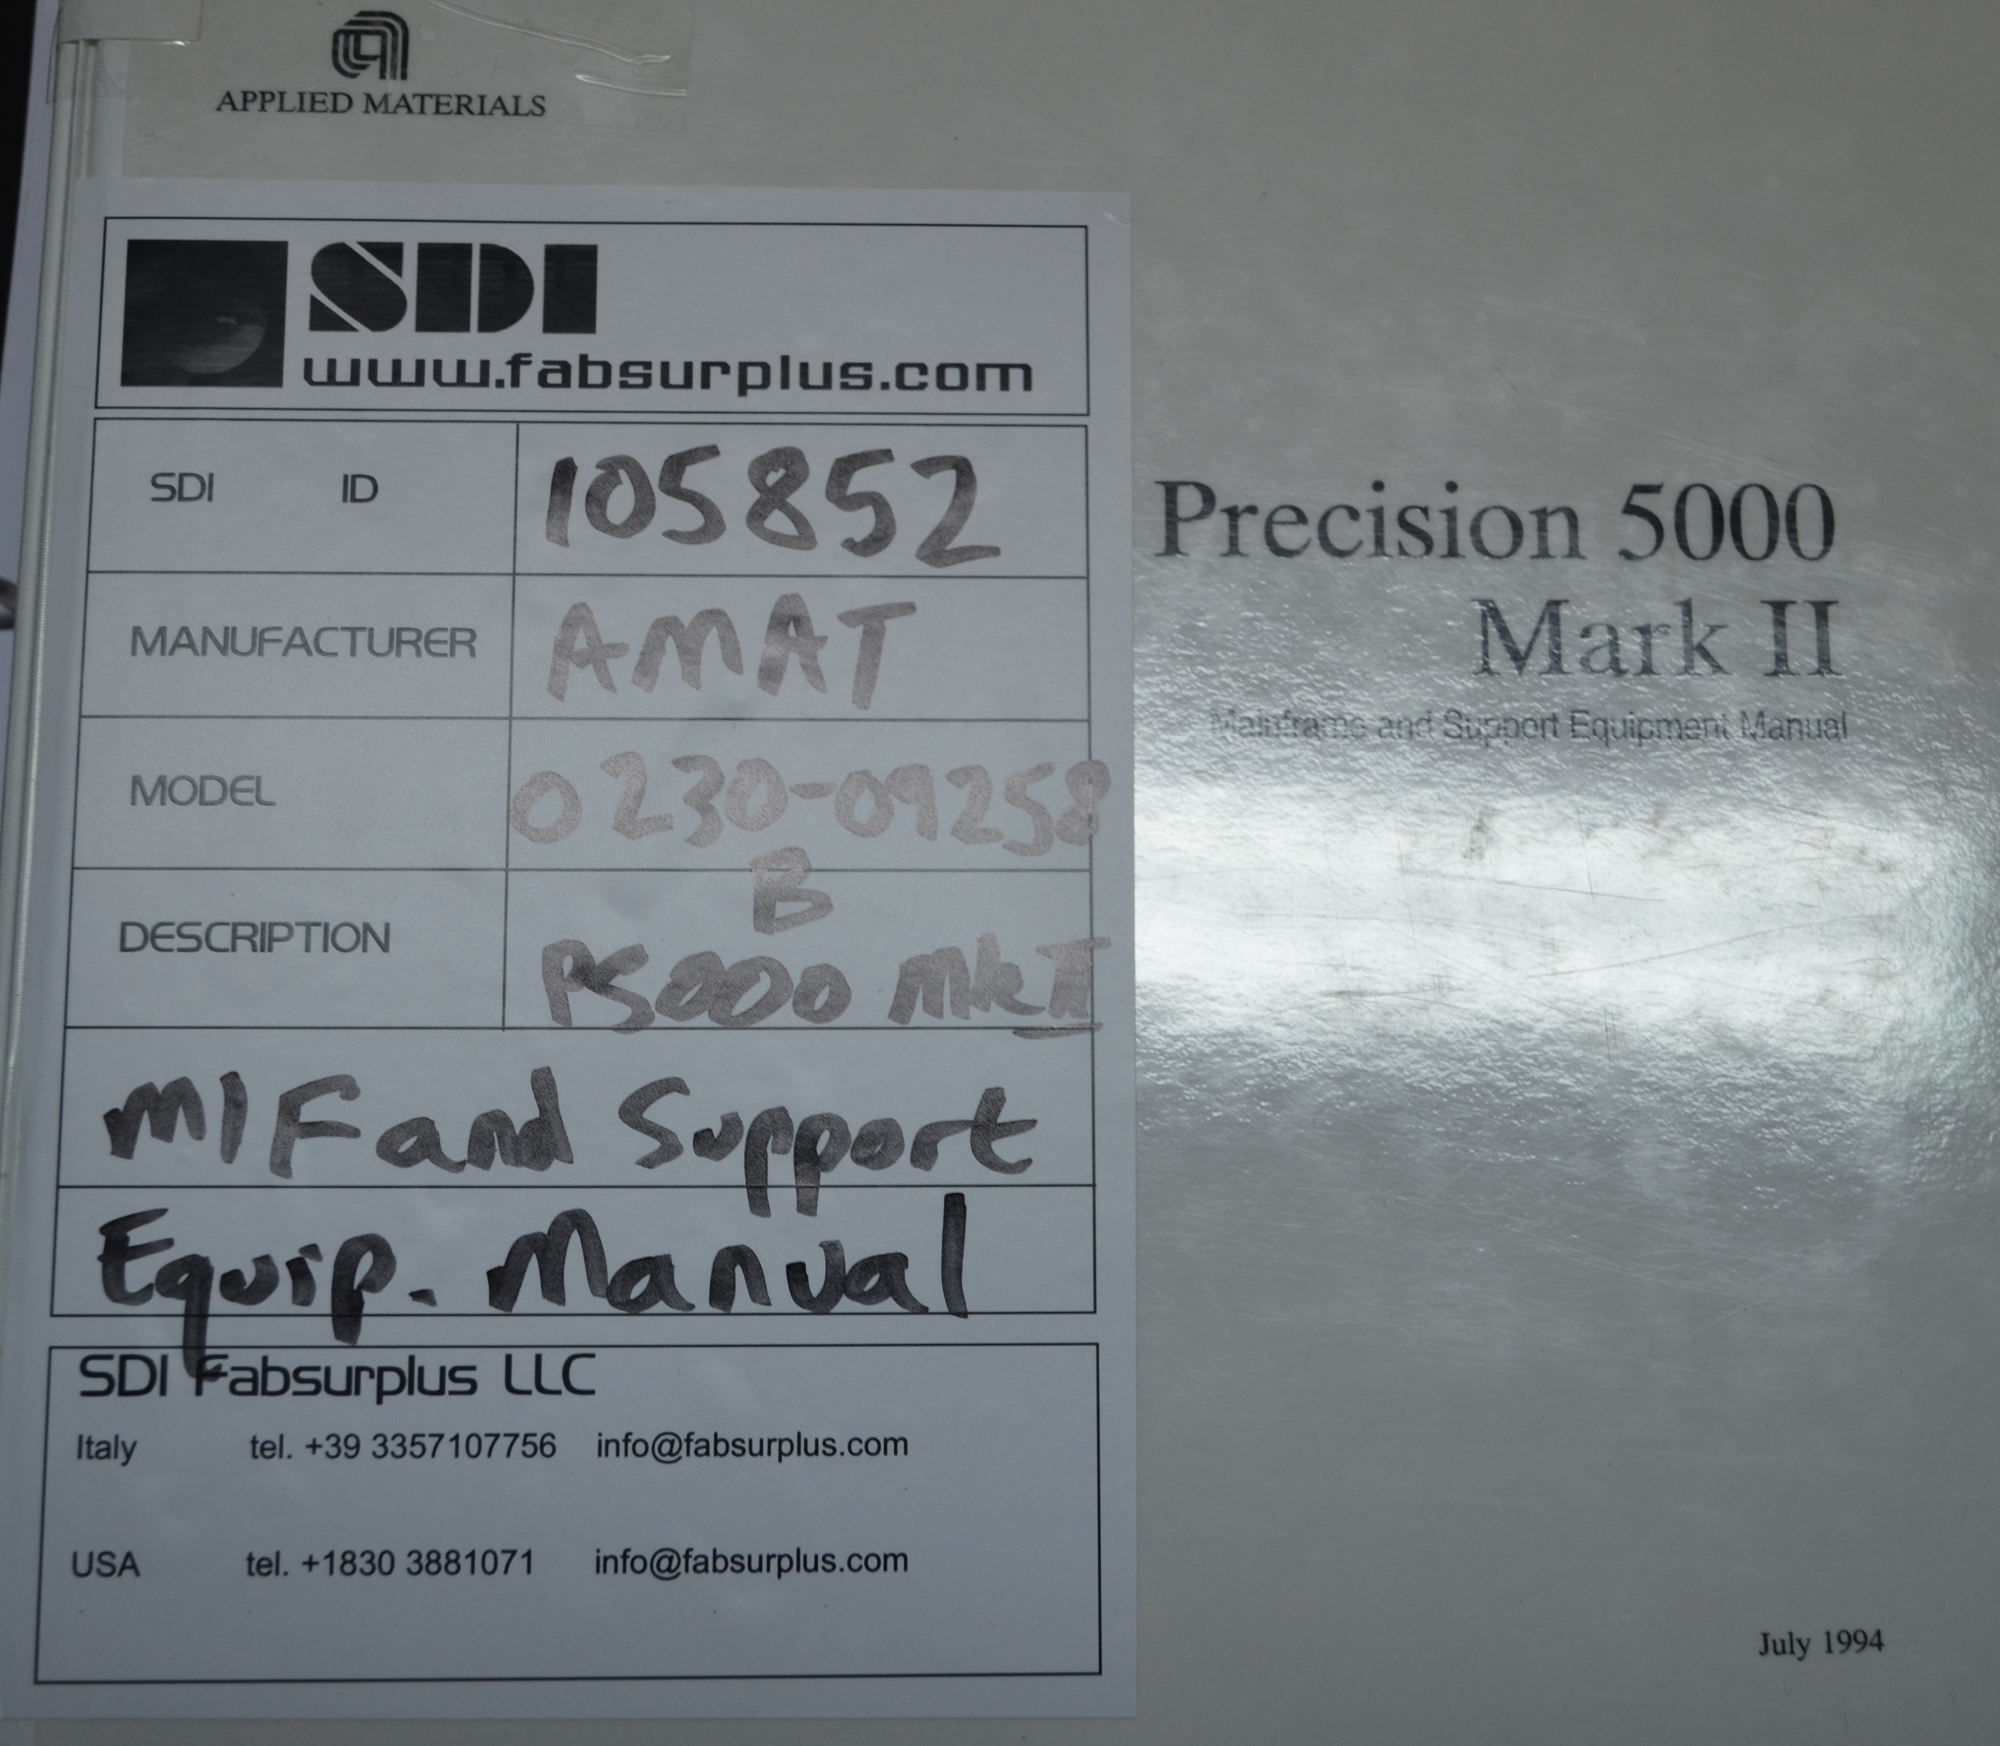 APPLIED MATERIALS
SDI
www.fabsurplus.com
SDI ID 105852
MANUFACTURER AMAT
MODEL 0230-09258
B
DESCRIPTION P5000 MkII
M/F and Support
Equip. Manual
SDI Fabsurplus LLC
Italy tel. +39 3357107756 info@fabsurplus.com
USA tel. +1830 3881071 info@fabsurplus.com
Precision 5000
Mark II
Mainframe and Support Equipment Manual
July 1994